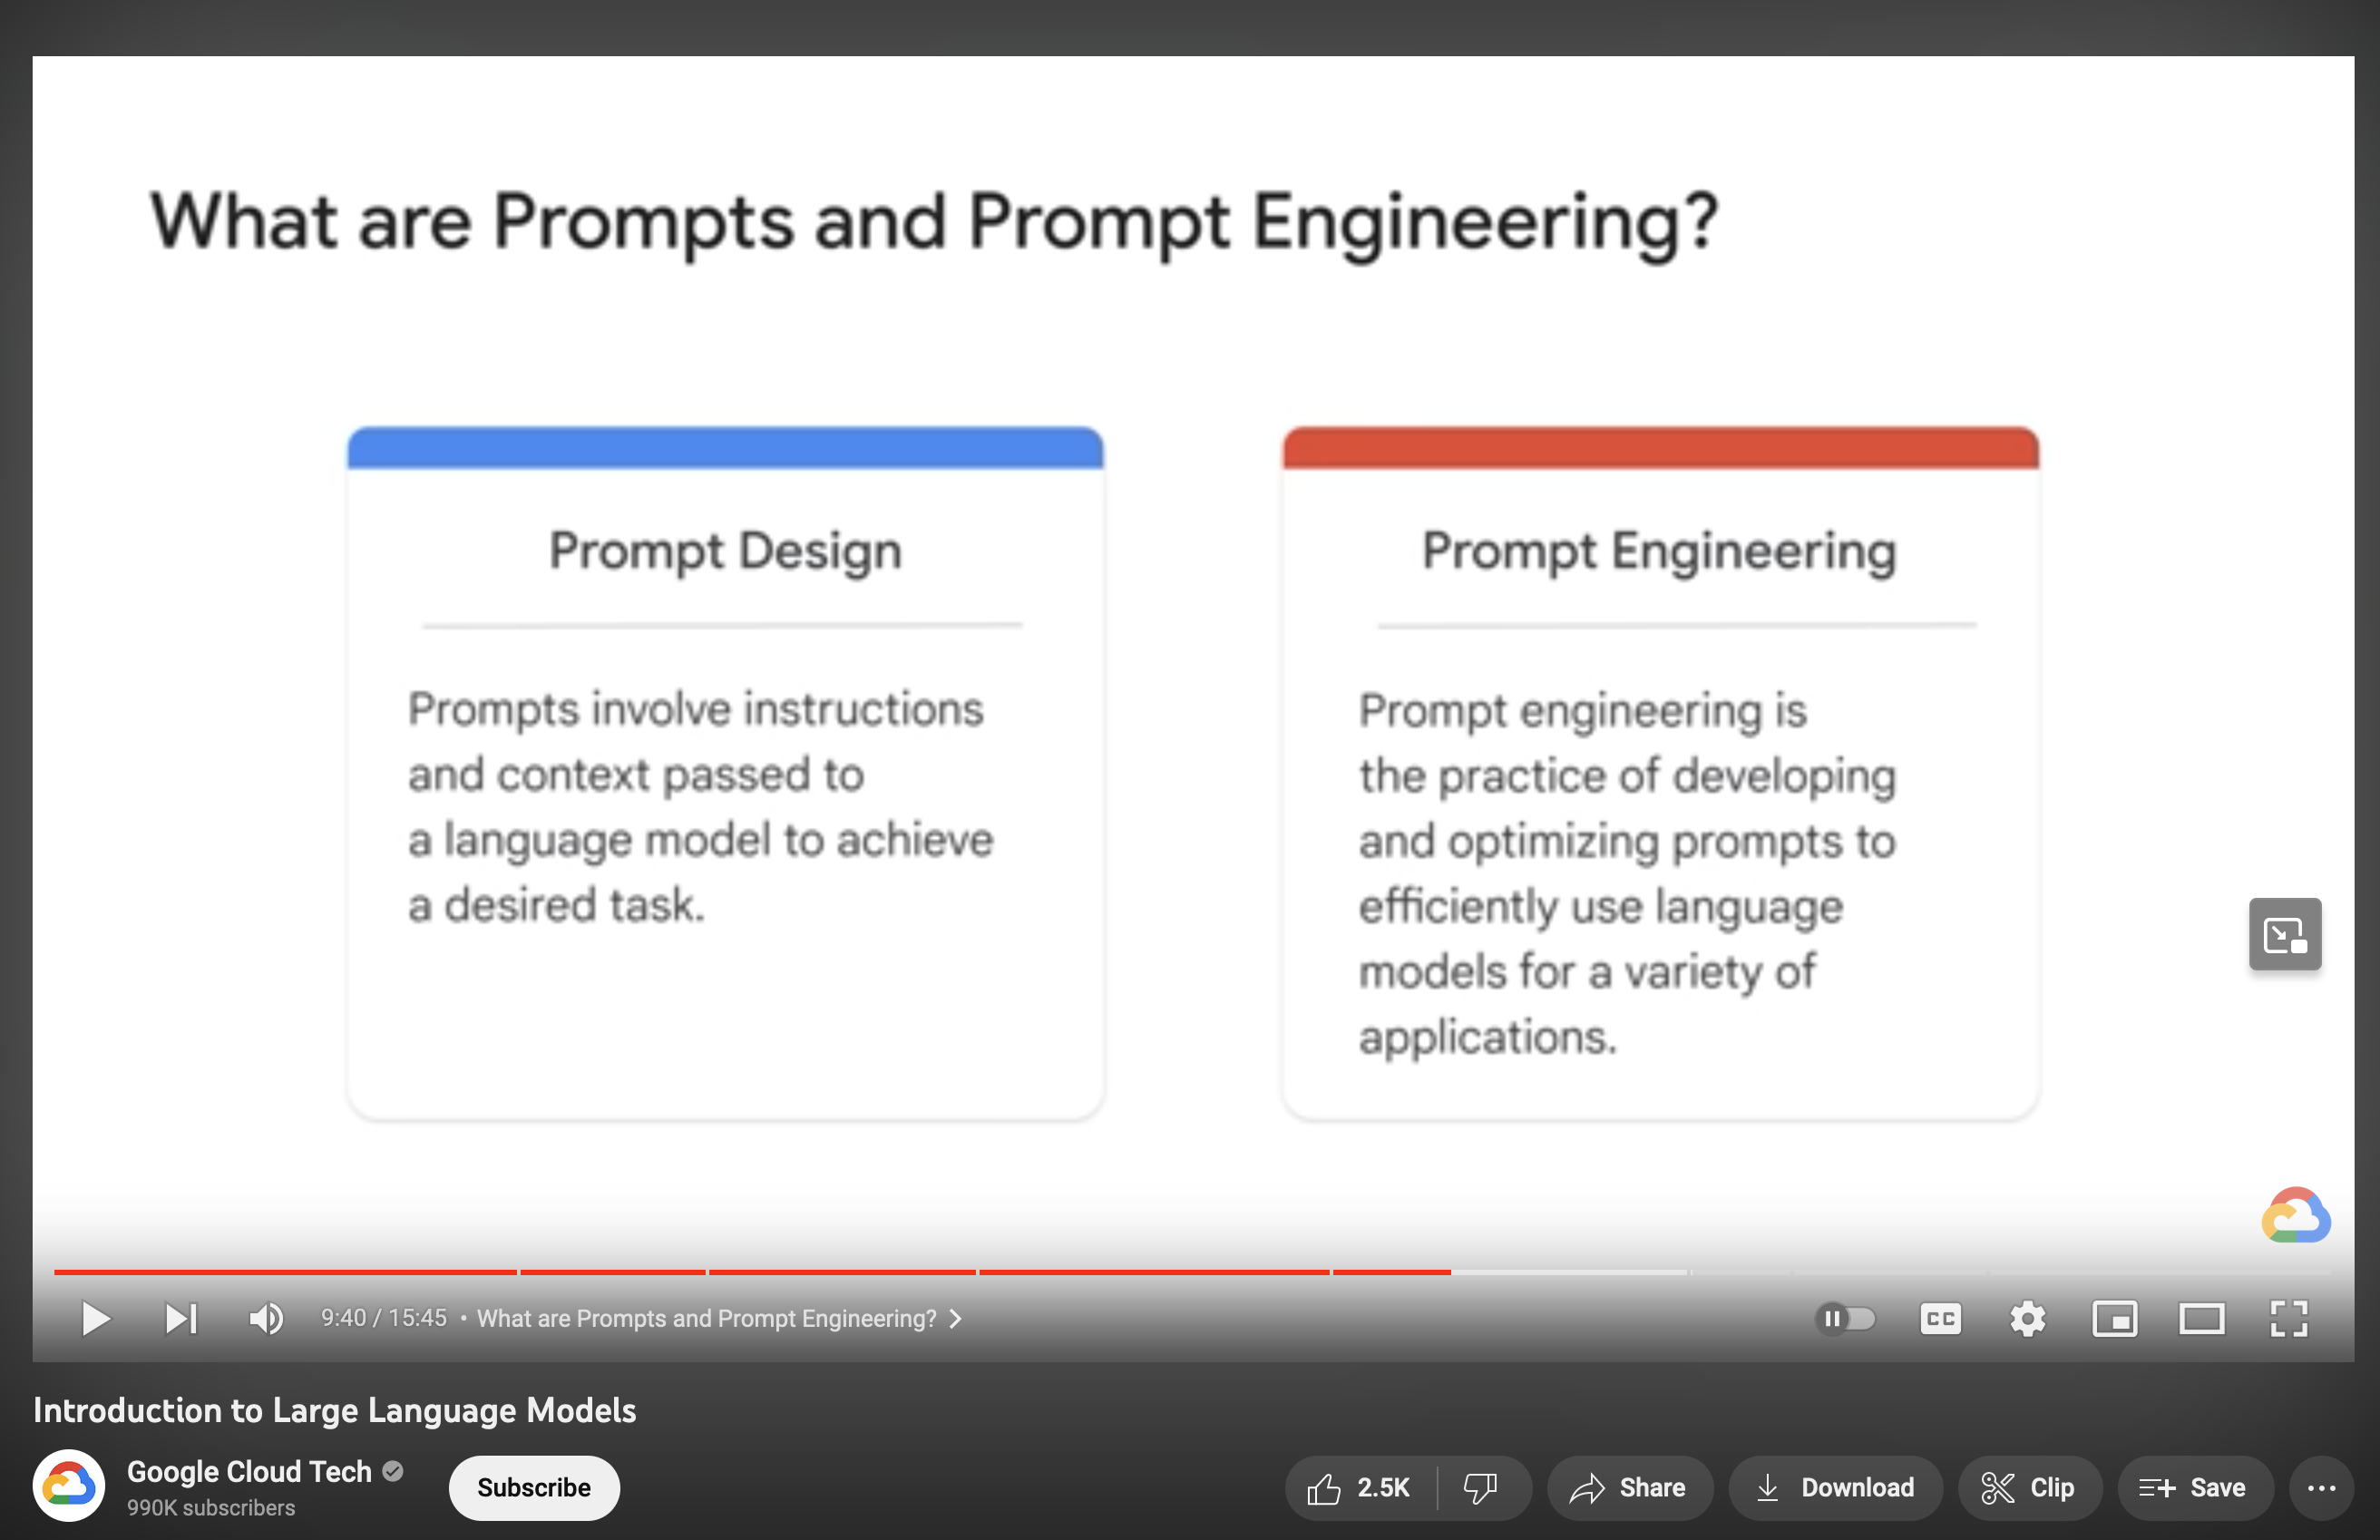 What are Prompts and Prompt Engineering?
Prompt Design
Prompts involve instructions
and context passed to
a language model to achieve
a desired task.
Prompt Engineering
Prompt engineering is
the practice of developing
and optimizing prompts to
efficiently use language
models for a variety of
applications.
9:40 / 15:45 • What are Prompts and Prompt Engineering?
CC
Introduction to Large Language Models
Google Cloud Tech
990K subscribers
Subscribe
2.5K
Share
Download
Clip
Save